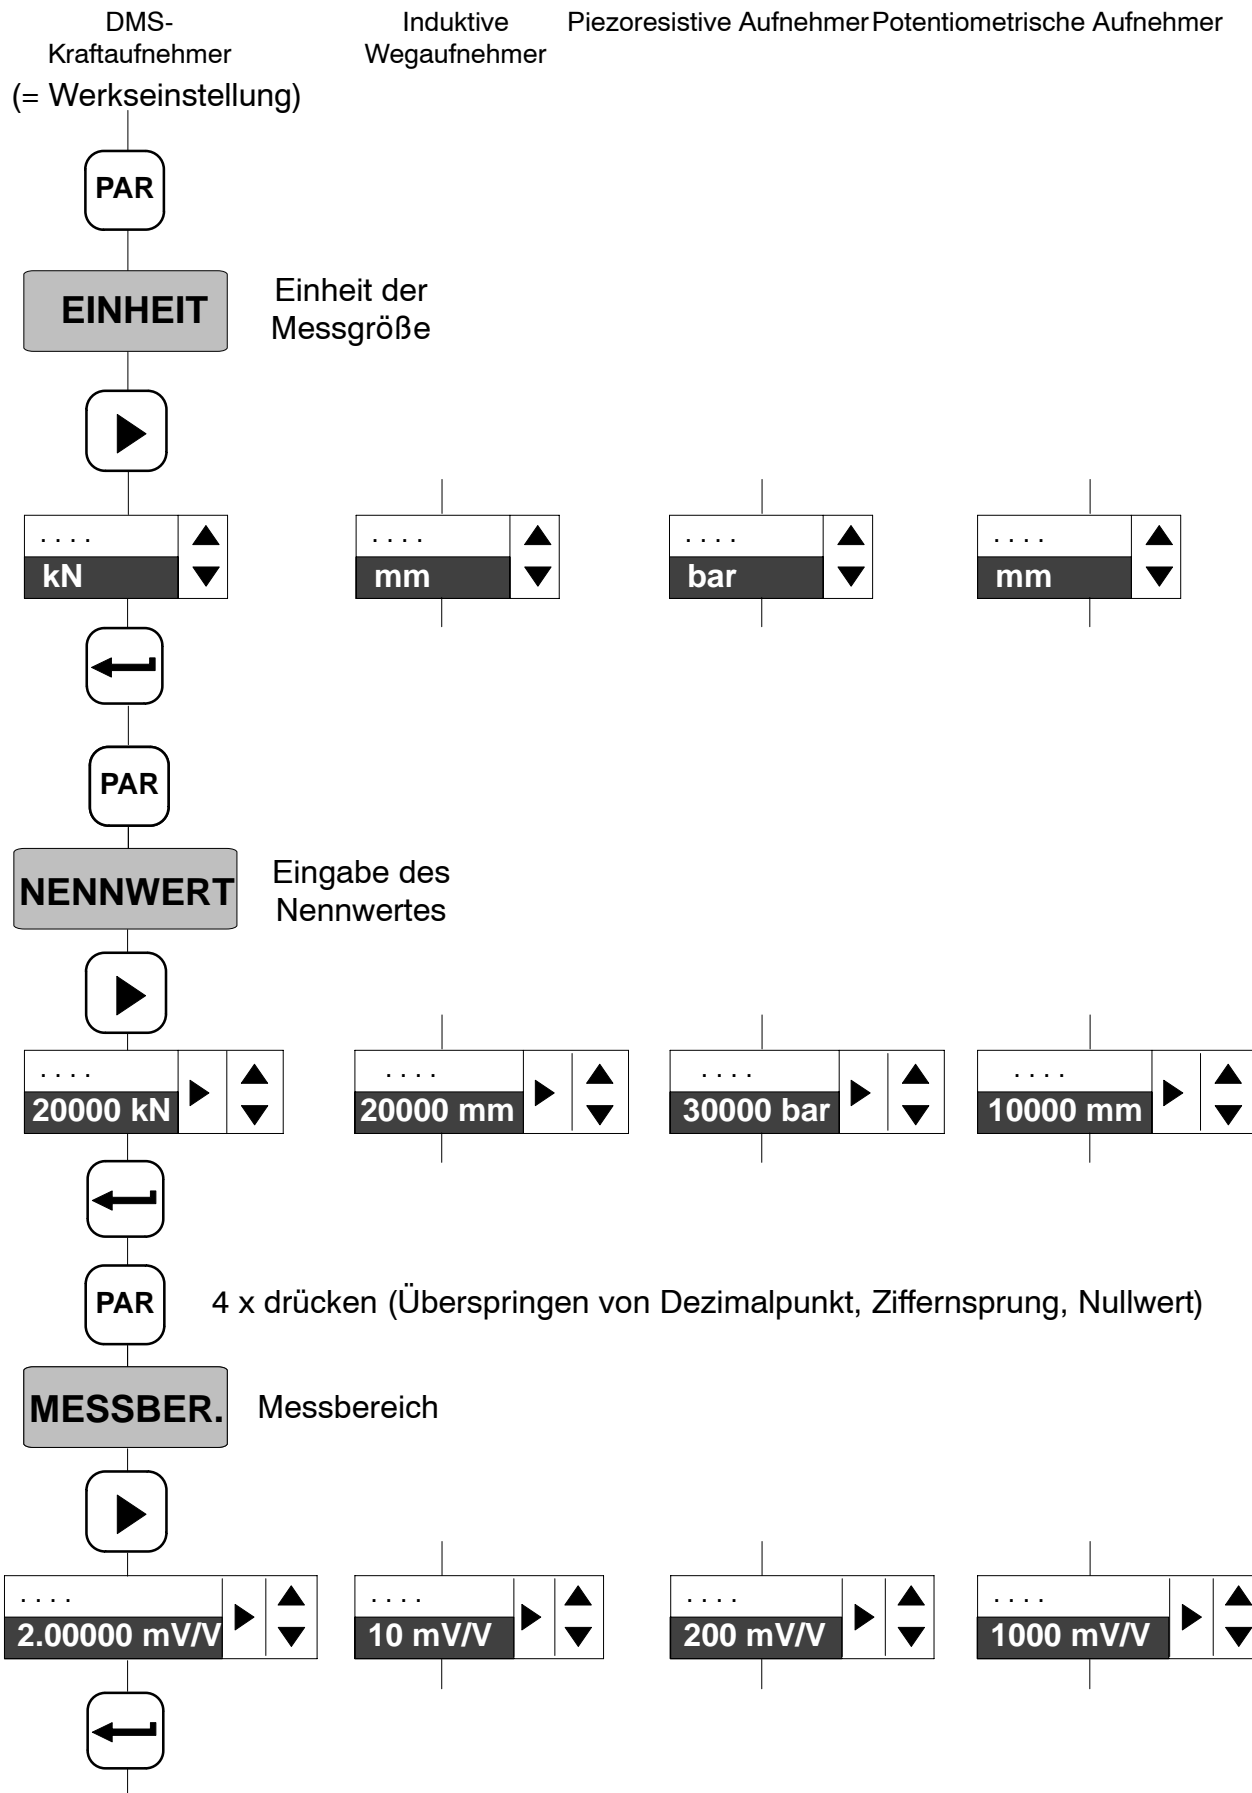 DMS-
Kraftaufnehmer
(= Werkseinstellung)
Induktive
Wegaufnehmer
Piezoresistive Aufnehmer
Potentiometrische Aufnehmer
PAR
EINHEIT
Einheit der
Messgröße
. . . .
kN
. . . .
mm
. . . .
bar
. . . .
mm
PAR
NENNWERT
Eingabe des
Nennwertes
. . . .
20000 kN
. . . .
20000 mm
. . . .
30000 bar
. . . .
10000 mm
PAR
4 x drücken (Überspringen von Dezimalpunkt, Ziffernsprung, Nullwert)
MESSBER.
Messbereich
. . . .
2.00000 mV/V
. . . .
10 mV/V
. . . .
200 mV/V
. . . .
1000 mV/V